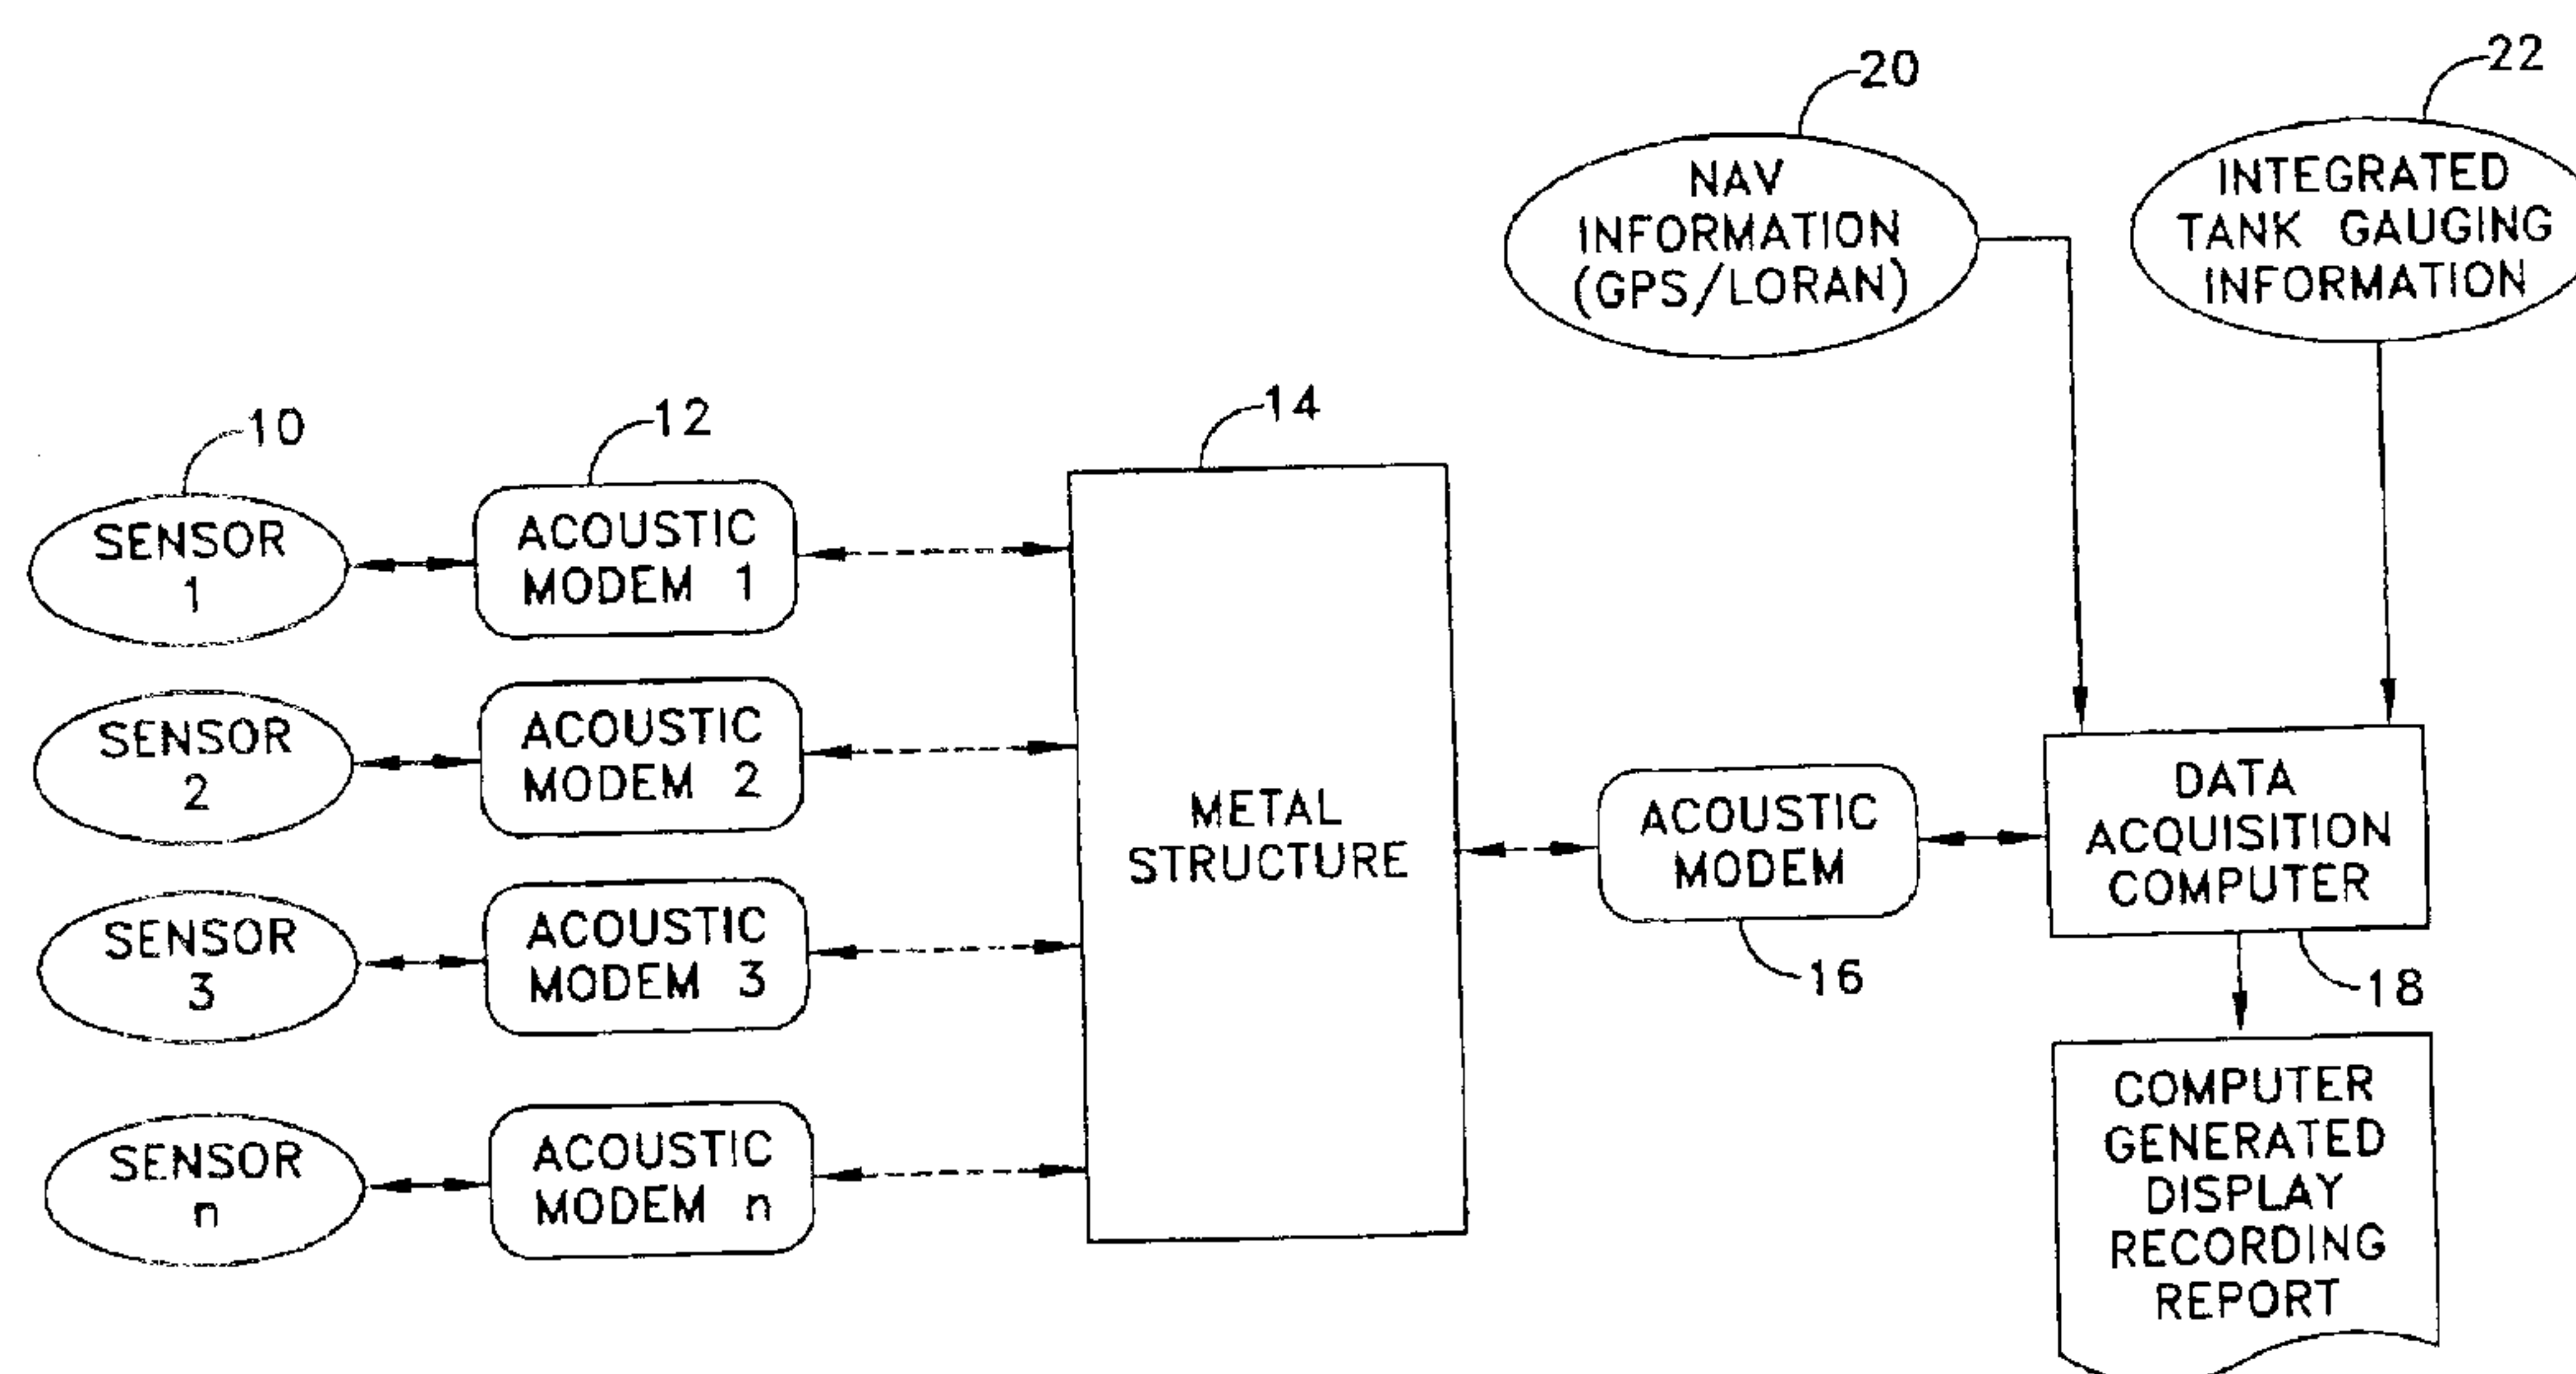 20
22
NAV
INFORMATION
(GPS/LORAN)
INTEGRATED
TANK GAUGING
INFORMATION
10
12
14
SENSOR
1
ACOUSTIC
MODEM 1
SENSOR
2
ACOUSTIC
MODEM 2
SENSOR
3
ACOUSTIC
MODEM 3
SENSOR
n
ACOUSTIC
MODEM n
METAL
STRUCTURE
ACOUSTIC
MODEM
16
DATA
ACQUISITION
COMPUTER
18
COMPUTER
GENERATED
DISPLAY
RECORDING
REPORT